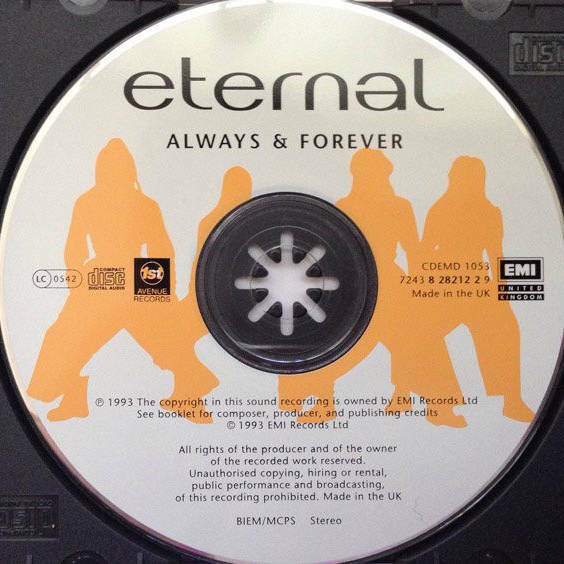 eternal
ALWAYS & FOREVER
LC 0542
COMPACT
disc
DIGITAL AUDIO
1st
AVENUE
RECORDS
CDEMD 1053
7243 8 28212 2 9
Made in the UK
EMI
UNITED
KINGDOM
℗ 1993 The copyright in this sound recording is owned by EMI Records Ltd
See booklet for composer, producer, and publishing credits
© 1993 EMI Records Ltd
All rights of the producer and of the owner
of the recorded work reserved.
Unauthorised copying, hiring or rental,
public performance and broadcasting,
of this recording prohibited. Made in the UK
BIEM/MCPS Stereo
disc